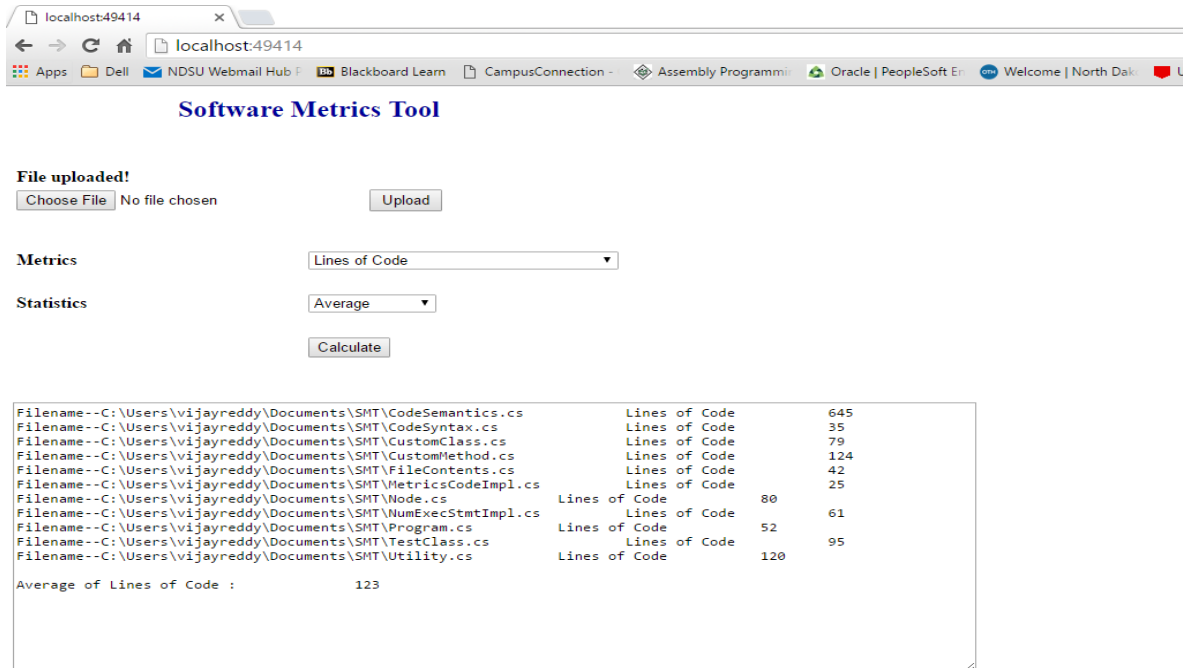 localhost:49414
localhost:49414
Apps Dell NDSU Webmail Hub Bb Blackboard Learn CampusConnection - Assembly Oracle | PeopleSoft OTM Welcome | North U
Software Metrics Tool
File uploaded!
Choose File No file chosen Upload
Metrics Lines of Code
Statistics Average
Calculate
Filename--C:\Users\vijayreddy\Documents\SMT\CodeSemantics.cs Lines of Code 645
Filename--C:\Users\vijayreddy\Documents\SMT\CodeSyntax.cs Lines of Code 35
Filename--C:\Users\vijayreddy\Documents\SMT\CustomClass.cs Lines of Code 79
Filename--C:\Users\vijayreddy\Documents\SMT\CustomMethod.cs Lines of Code 124
Filename--C:\Users\vijayreddy\Documents\SMT\FileContents.cs Lines of Code 42
Filename--C:\Users\vijayreddy\Documents\SMT\MetricsCodeImpl.cs Lines of Code 25
Filename--C:\Users\vijayreddy\Documents\SMT\Node.cs Lines of Code 80
Filename--C:\Users\vijayreddy\Documents\SMT\NumExecStmtImpl.cs Lines of Code 61
Filename--C:\Users\vijayreddy\Documents\SMT\Program.cs Lines of Code 52
Filename--C:\Users\vijayreddy\Documents\SMT\TestClass.cs Lines of Code 95
Filename--C:\Users\vijayreddy\Documents\SMT\Utility.cs Lines of Code 120
Average of Lines of Code : 123